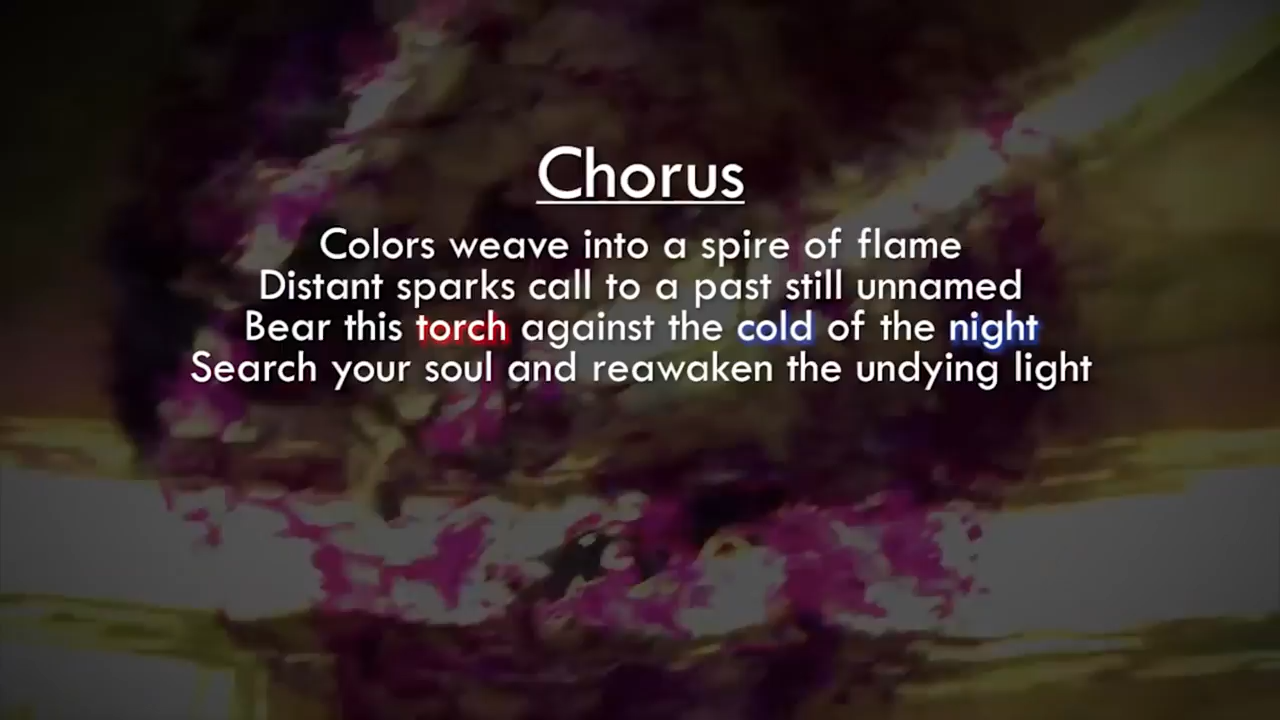 Chorus
Colors weave into a spire of flame
Distant sparks call to a past still unnamed
Bear this torch against the cold of the night
Search your soul and reawaken the undying light